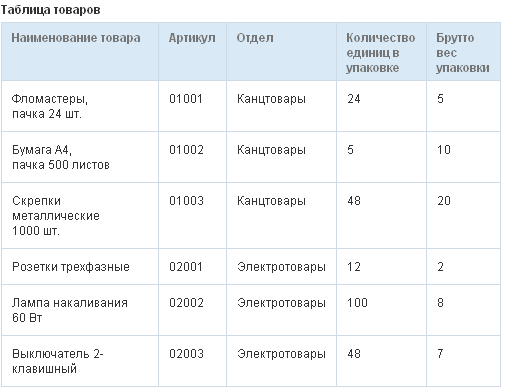 Таблица товаров
Наименование товара Артикул Отдел Количество единиц в упаковке Брутто вес упаковки
Фломастеры, пачка 24 шт. 01001 Канцтовары 24 5
Бумага А4, пачка 500 листов 01002 Канцтовары 5 10
Скрепки металлические 1000 шт. 01003 Канцтовары 48 20
Розетки трехфазные 02001 Электротовары 12 2
Лампа накаливания 60 Вт 02002 Электротовары 100 8
Выключатель 2-клавишный 02003 Электротовары 48 7